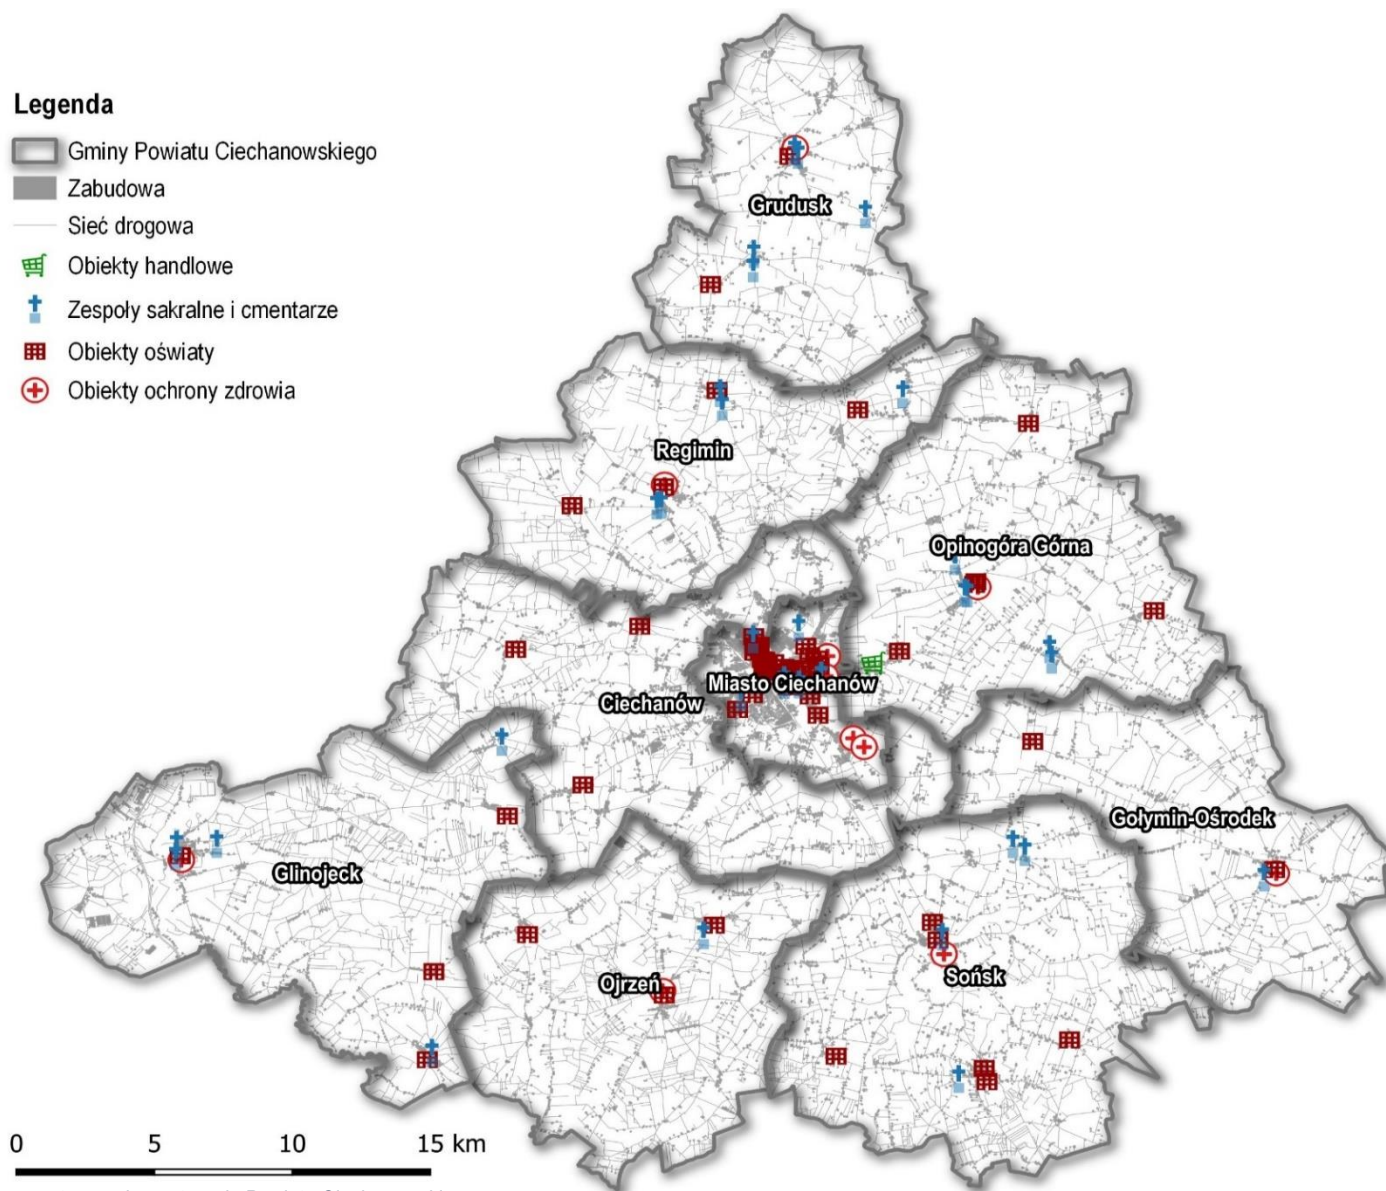 Legenda
Gminy Powiatu Ciechanowskiego
Zabudowa
Sieć drogowa
Obiekty handlowe
Zespoły sakralne i cmentarze
Obiekty oświaty
Obiekty ochrony zdrowia
Grudusk
Regimin
Opinogóra Górna
Miasto Ciechanów
Ciechanów
Gołymin-Ośrodek
Glinojeck
Ojrzeń
Sońsk
0 5 10 15 km